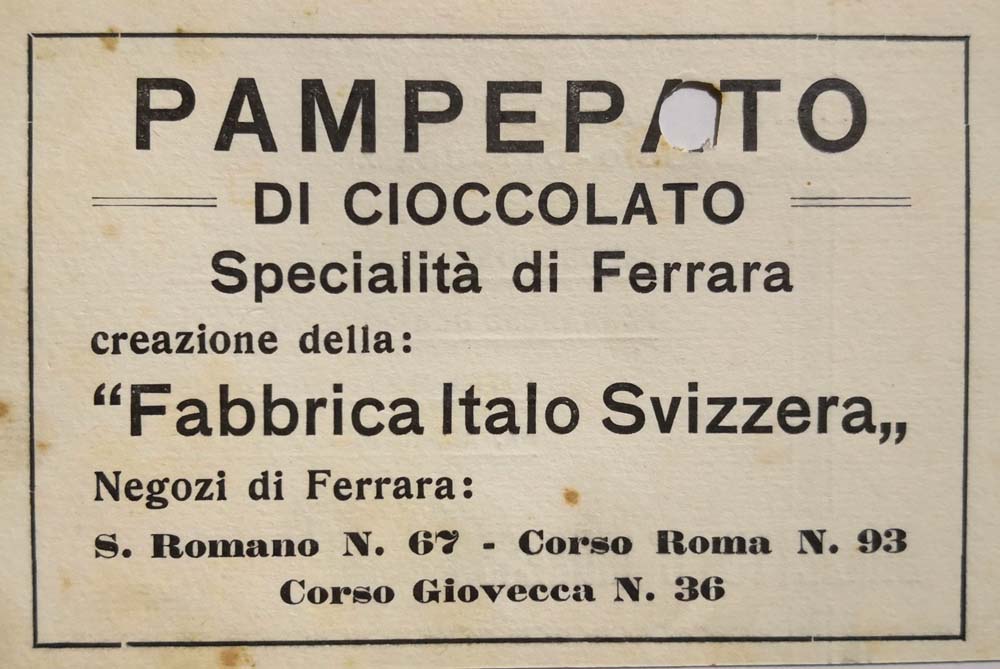 PAMPEPATO
DI CIOCCOLATO
Specialità di Ferrara
creazione della:
“Fabbrica Italo Svizzera„
Negozi di Ferrara:
S. Romano N. 67 - Corso Roma N. 93
Corso Giovecca N. 36